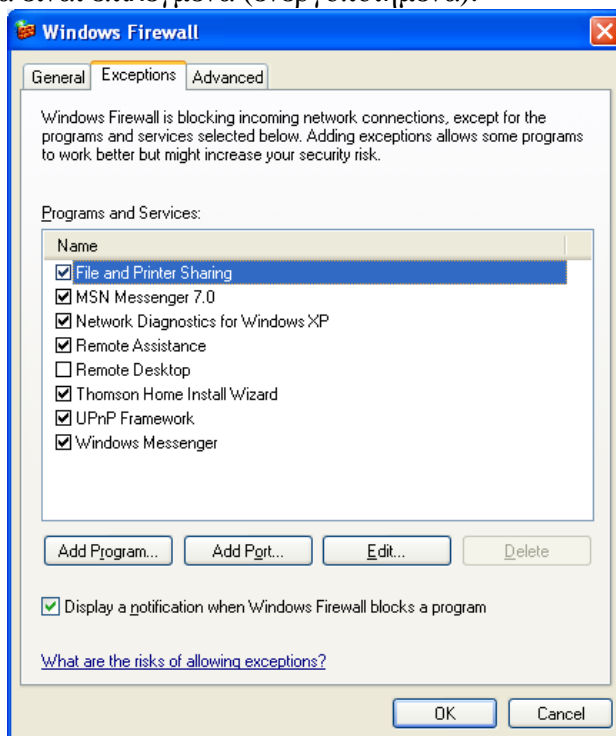 είναι επιλεγμένα (ενεργοποιημένα).
Windows Firewall
General Exceptions Advanced
Windows Firewall is blocking incoming network connections, except for the
programs and services selected below. Adding exceptions allows some programs
to work better but might increase your security risk.
Programs and Services:
Name
File and Printer Sharing
MSN Messenger 7.0
Network Diagnostics for Windows XP
Remote Assistance
Remote Desktop
Thomson Home Install Wizard
UPnP Framework
Windows Messenger
Add Program... Add Port... Edit... Delete
Display a notification when Windows Firewall blocks a program
What are the risks of allowing exceptions?
OK Cancel